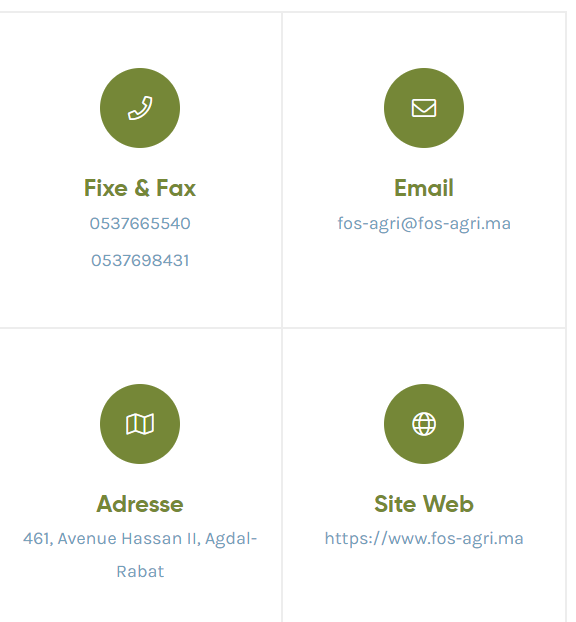 Fixe & Fax
0537665540
0537698431
Email
fos-agri@fos-agri.ma
Adresse
461, Avenue Hassan II, Agdal-
Rabat
Site Web
https://www.fos-agri.ma